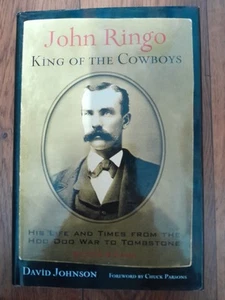 John Ringo
King of the Cowboys
His Life and Times from the
Hoo Doo War to Tombstone
David Johnson
Foreword by Chuck Parsons